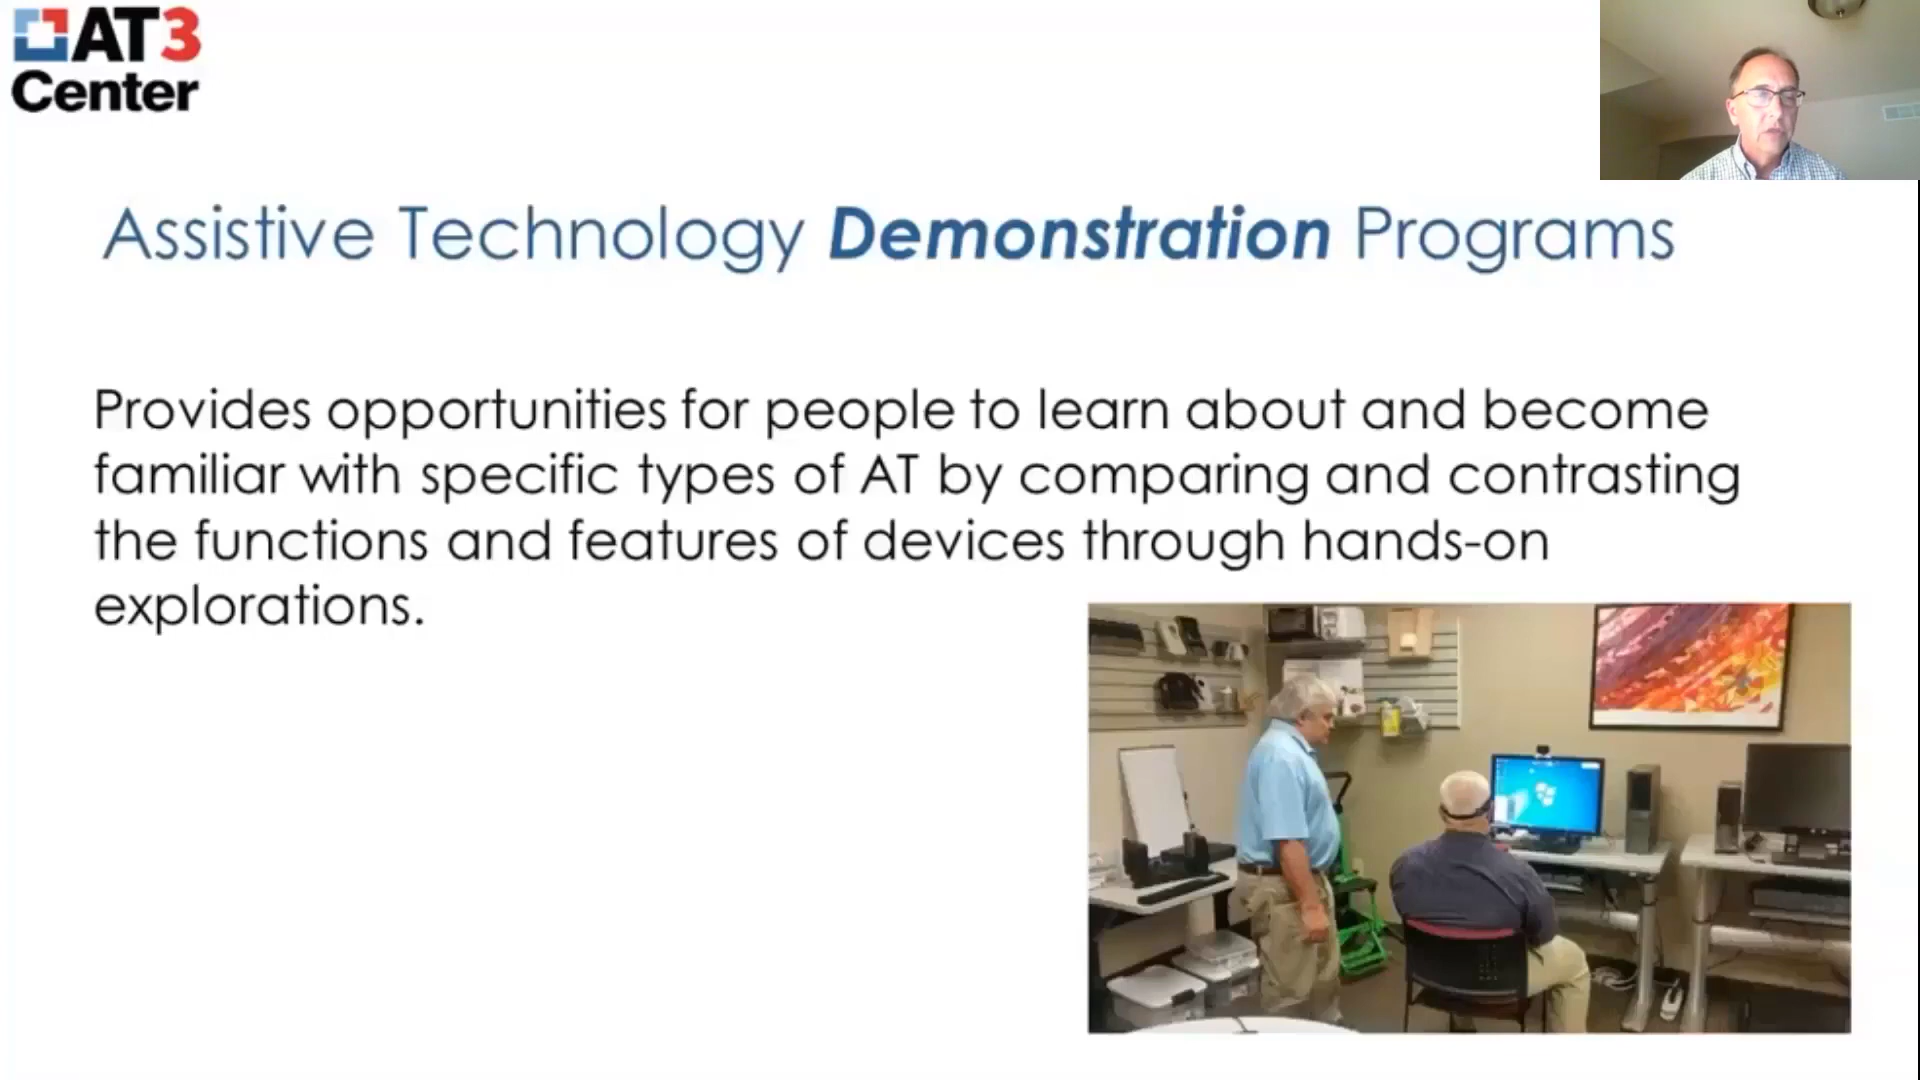 AT3
Center
Assistive Technology Demonstration Programs
Provides opportunities for people to learn about and become
familiar with specific types of AT by comparing and contrasting
the functions and features of devices through hands-on
explorations.